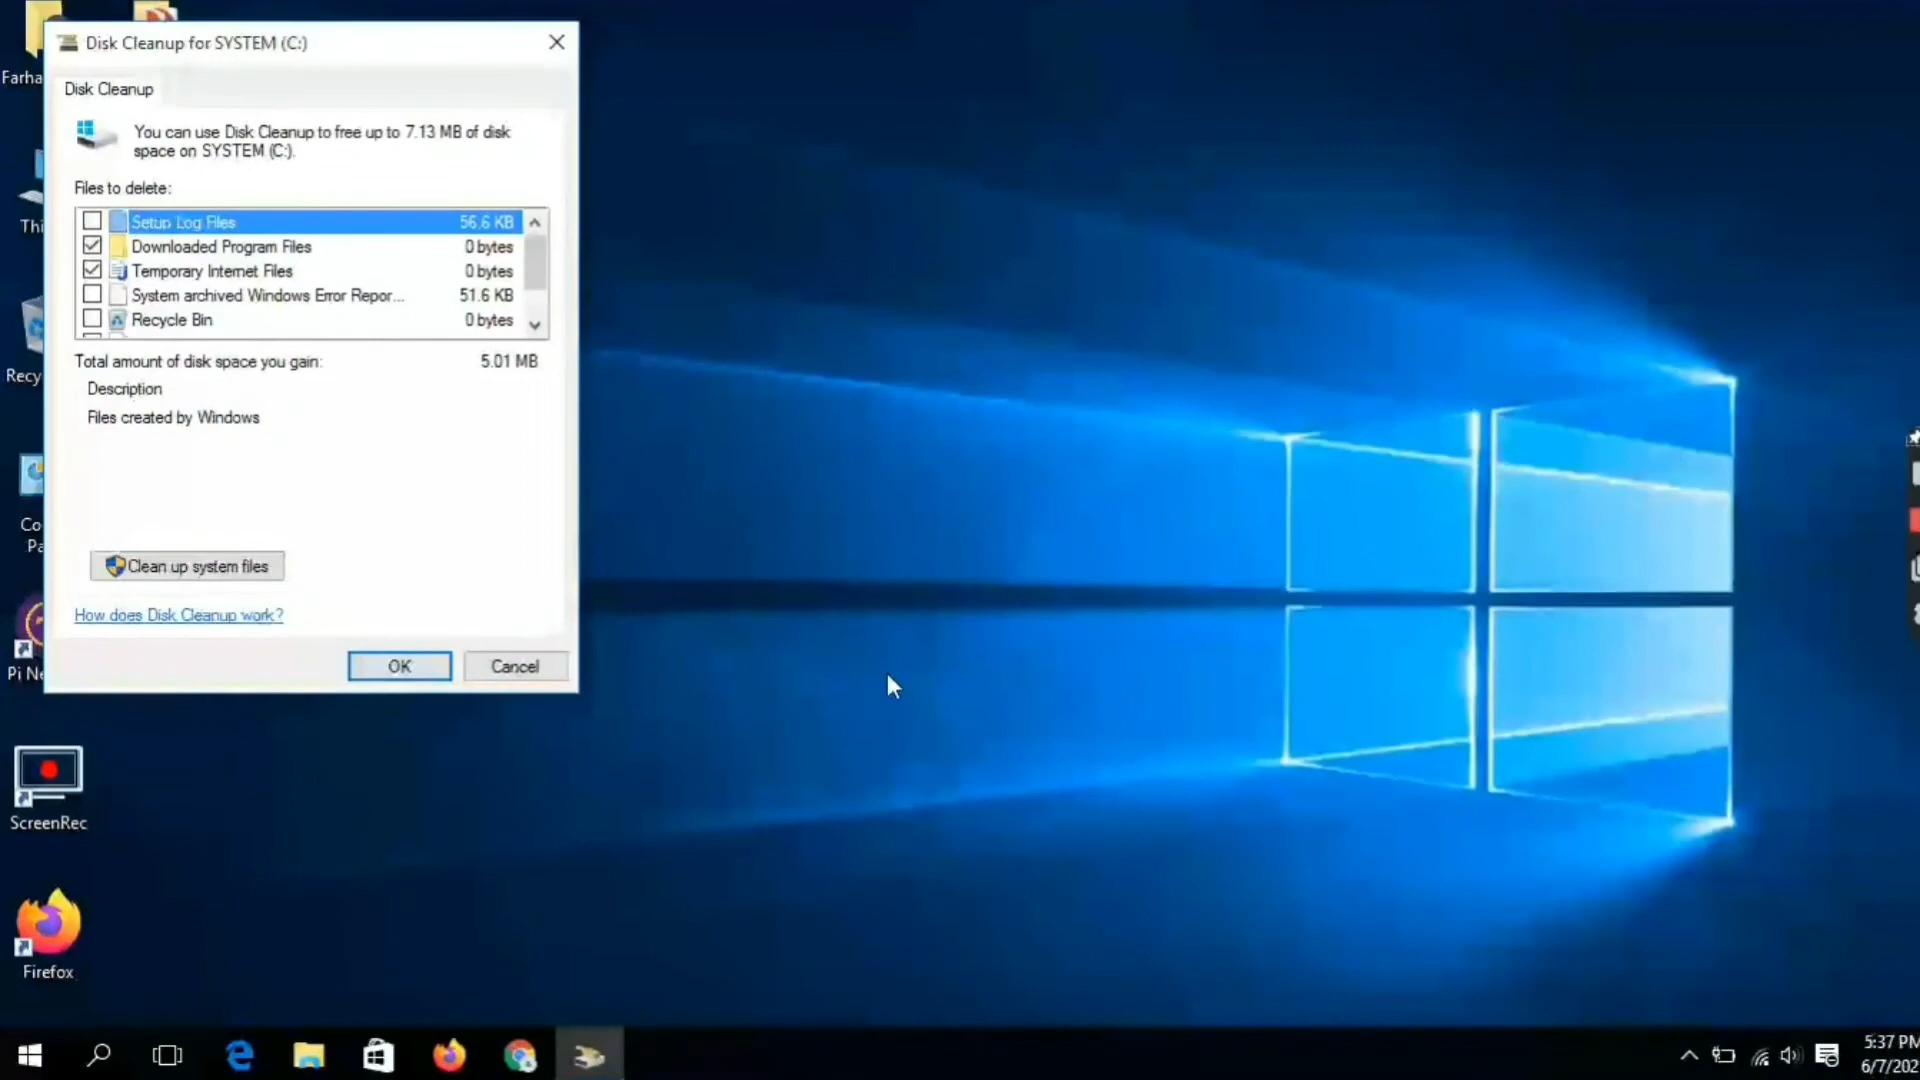 Disk Cleanup for SYSTEM (C:)
Disk Cleanup
You can use Disk Cleanup to free up to 7.13 MB of disk
space on SYSTEM (C:).
Files to delete:
Setup Log Files 56.6 KB
Downloaded Program Files 0 bytes
Temporary Internet Files 0 bytes
System archived Windows Error Repor... 51.6 KB
Recycle Bin 0 bytes
Total amount of disk space you gain: 5.01 MB
Description
Files created by Windows
Clean up system files
How does Disk Cleanup work?
OK Cancel
Farha
Thi
Recy
Co
Pa
Pi Ne
ScreenRec
Firefox
5:37 PM
6/7/202